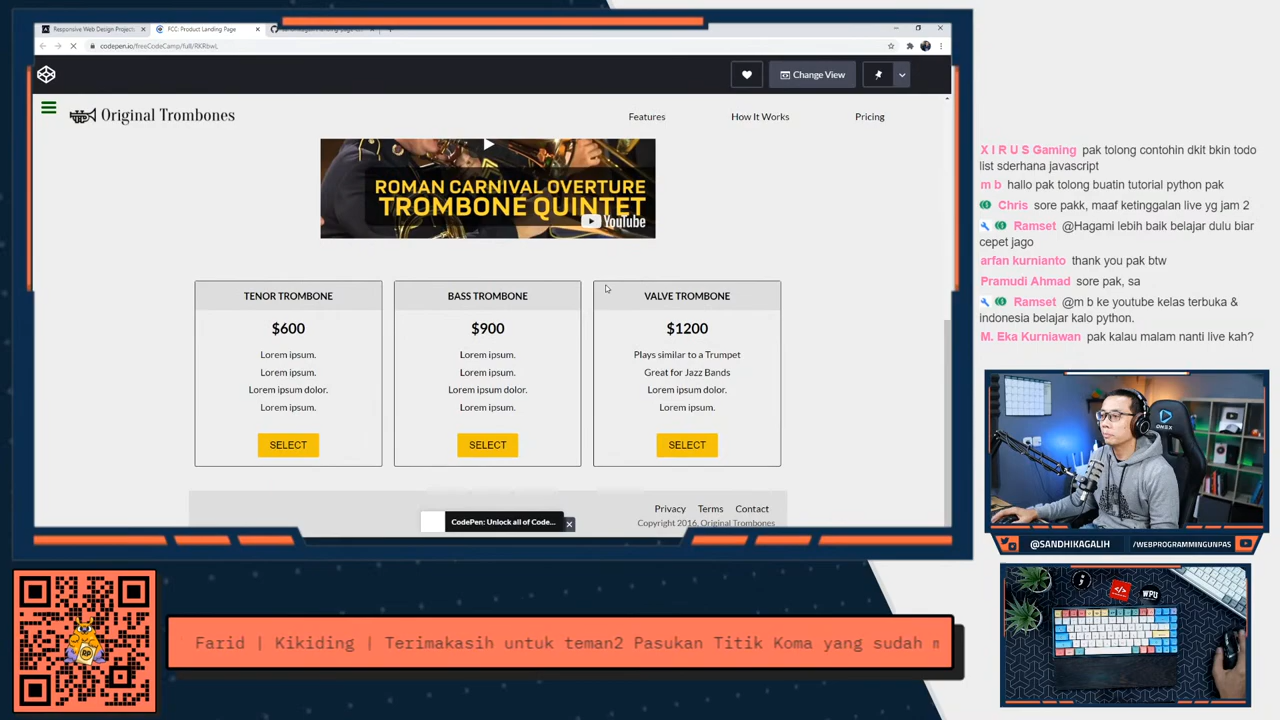 Responsive Web Design Project
FCC: Product Landing Page
codepen.io/freeCodeCamp/full/RKRbwL
Change View
Original Trombones
Features
How It Works
Pricing
ROMAN CARNIVAL OVERTURE
TROMBONE QUINTET
YouTube
TENOR TROMBONE
$600
Lorem ipsum.
Lorem ipsum.
Lorem ipsum dolor.
Lorem ipsum.
SELECT
BASS TROMBONE
$900
Lorem ipsum.
Lorem ipsum.
Lorem ipsum dolor.
Lorem ipsum.
SELECT
VALVE TROMBONE
$1200
Plays similar to a Trumpet
Great for Jazz Bands
Lorem ipsum dolor.
Lorem ipsum.
SELECT
Privacy Terms Contact
Copyright 2016, Original Trombones
CodePen: Unlock all of Code...
X I R U S Gaming pak tolong contohin dkit bkin todo
list sderhana javascript
m b hallo pak tolong buatin tutorial python pak
Chris sore pakk, maaf ketinggalan live yg jam 2
Ramset @Hagami lebih baik belajar dulu biar
cepet jago
arfan kurnianto thank you pak btw
Pramudi Ahmad sore pak, sa
Ramset @m b ke youtube kelas terbuka &
indonesia belajar kalo python.
M. Eka Kurniawan pak kalau malam nanti live kah?
ONEX
@SANDHIKAGALIH
/WEBPROGRAMMINGUNPAS
;
</>
WPU
RP
Farid | Kikiding | Terimakasih untuk teman2 Pasukan Titik Koma yang sudah m